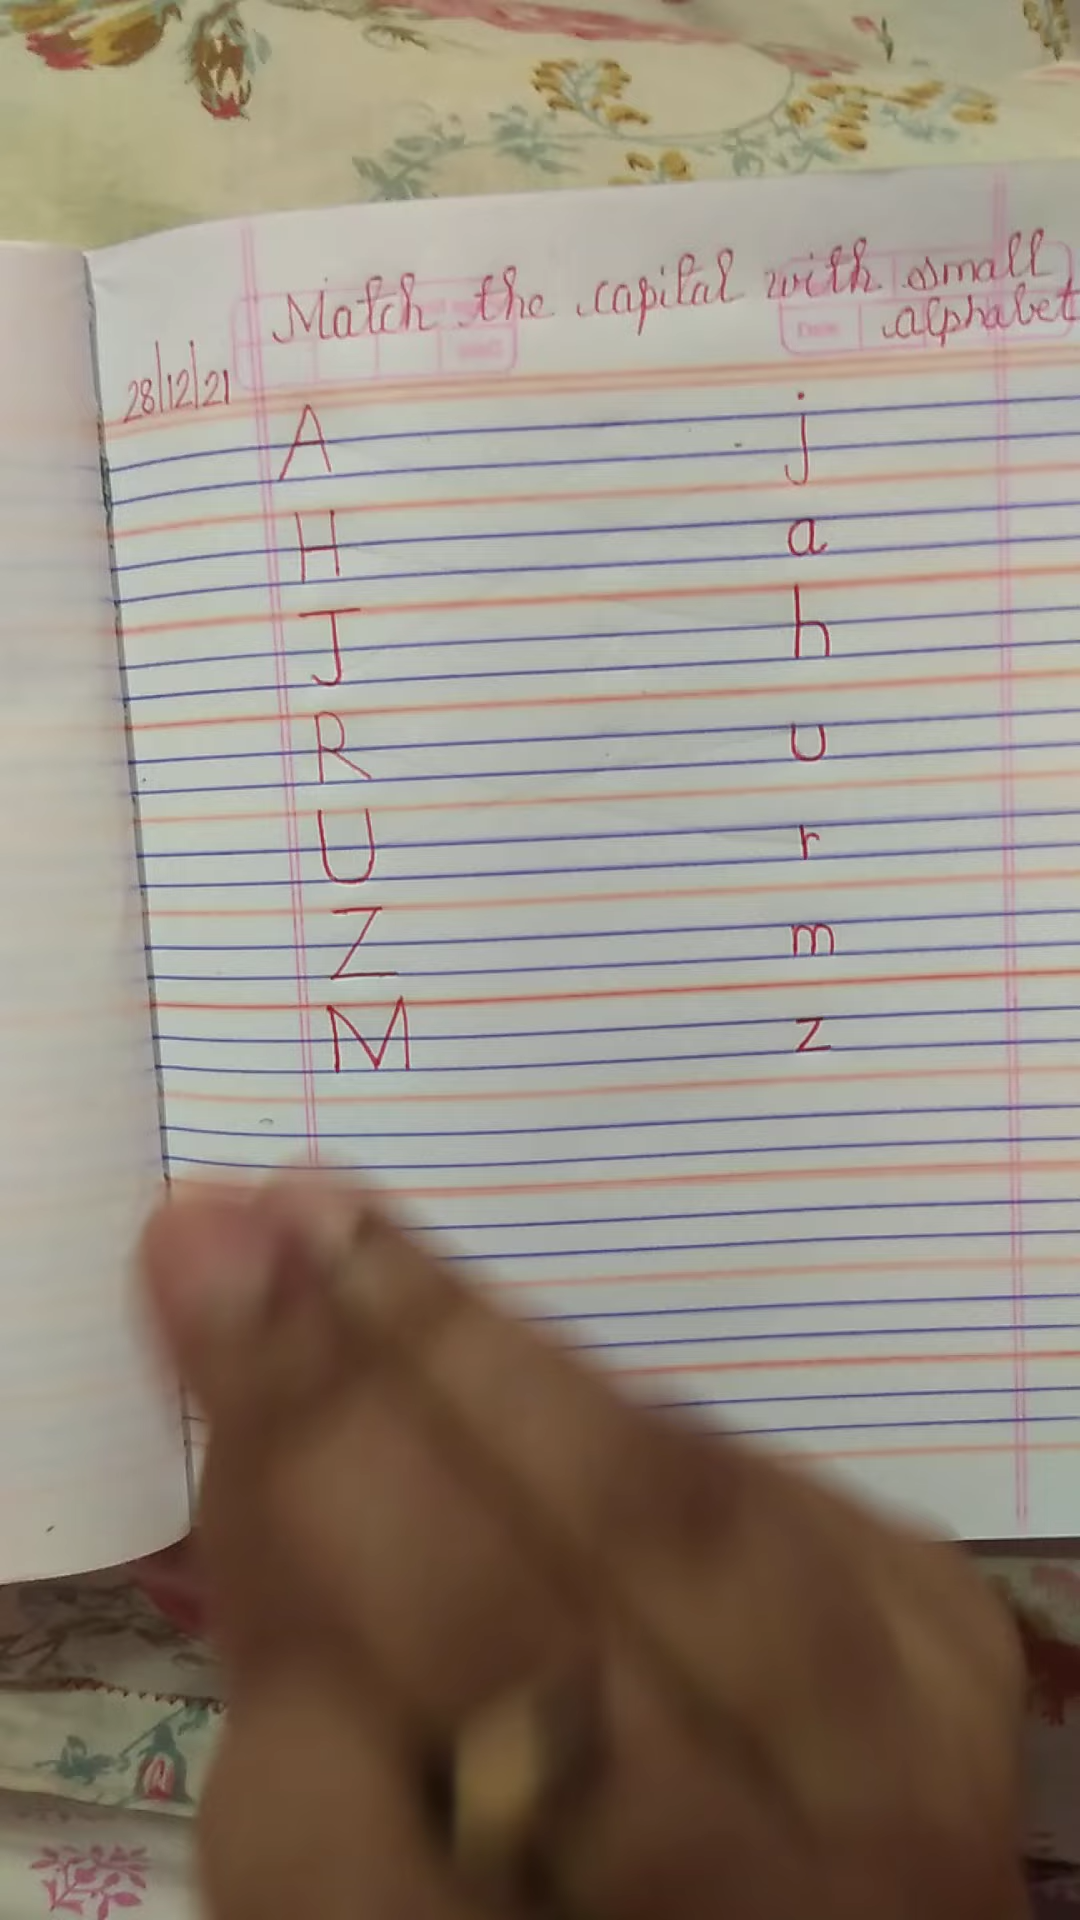 Match the capital with small
alphabet
28/12/21
A j
H a
J h
R u
U r
Z m
M z